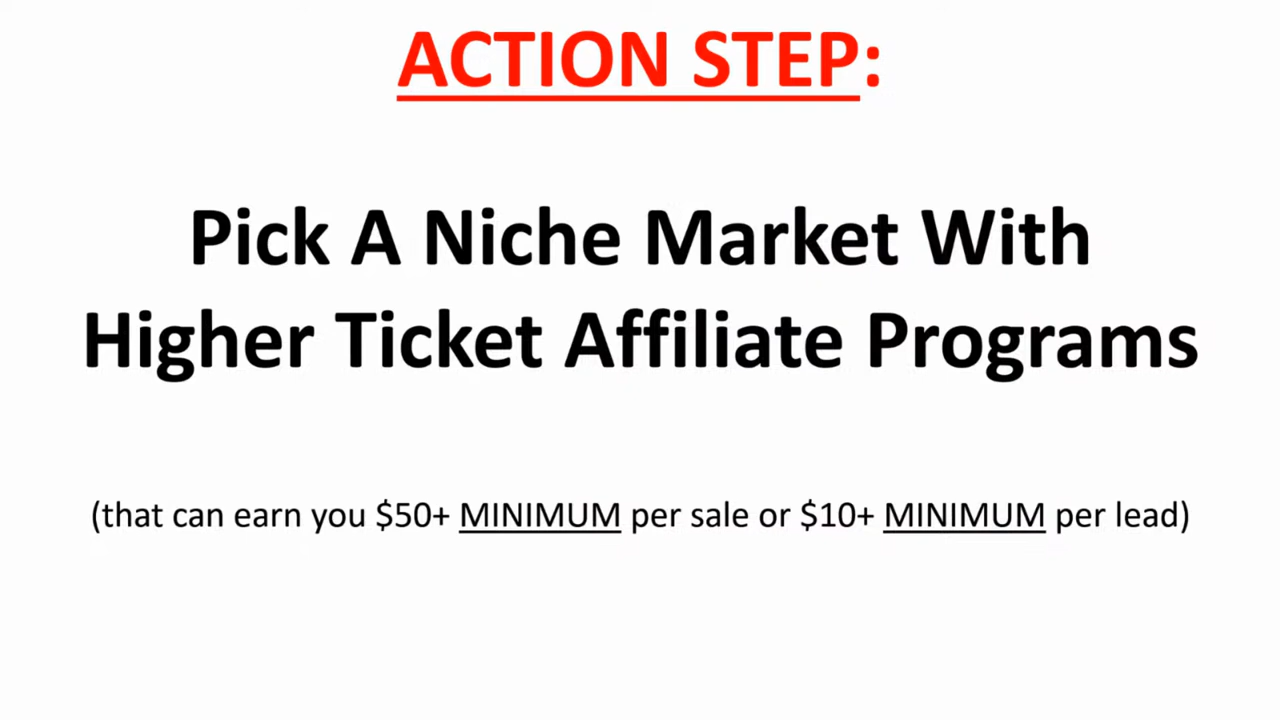 ACTION STEP:
Pick A Niche Market With
Higher Ticket Affiliate Programs
(that can earn you $50+ MINIMUM per sale or $10+ MINIMUM per lead)